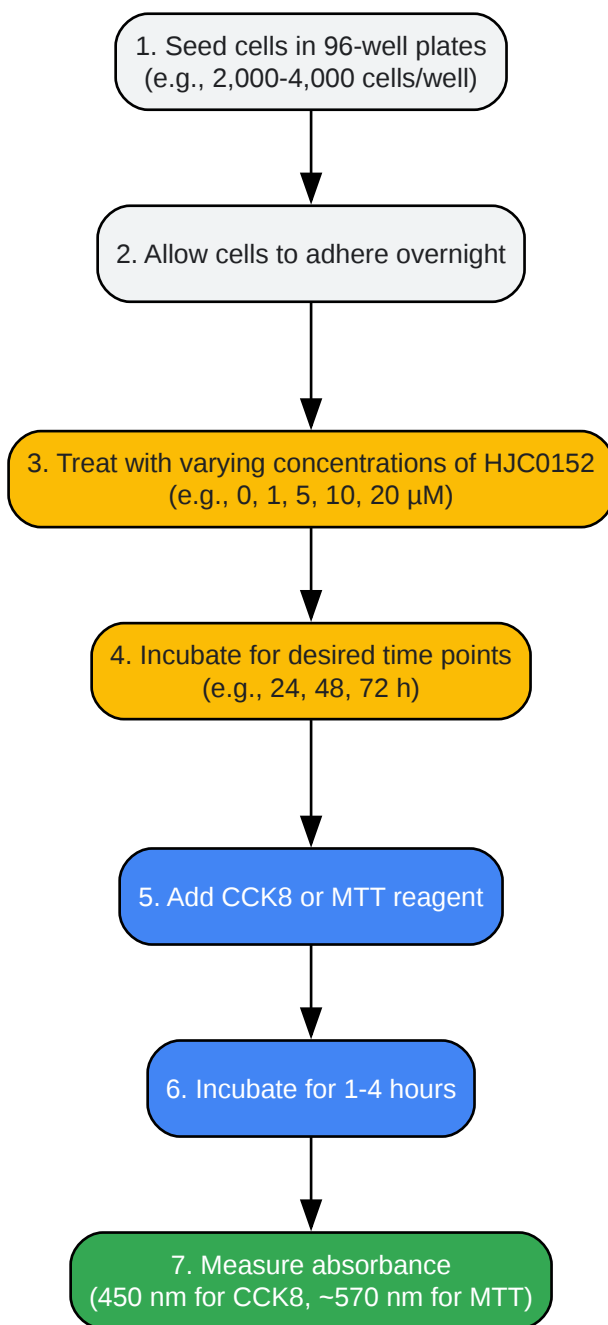 1. Seed cells in 96-well plates
(e.g., 2,000-4,000 cells/well)
2. Allow cells to adhere overnight
3. Treat with varying concentrations of HJC0152
(e.g., 0, 1, 5, 10, 20 µM)
4. Incubate for desired time points
(e.g., 24, 48, 72 h)
5. Add CCK8 or MTT reagent
6. Incubate for 1-4 hours
7. Measure absorbance
(450 nm for CCK8, ~570 nm for MTT)